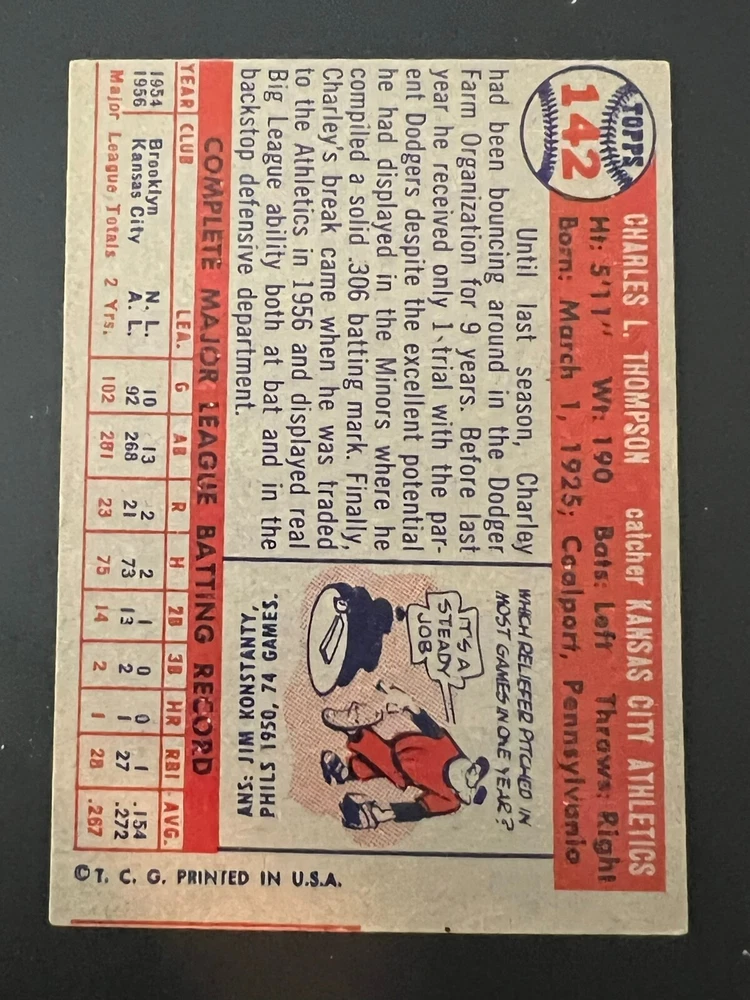 TOPPS
142
CHARLES L. THOMPSON catcher KANSAS CITY ATHLETICS
Ht: 5'11" Wt: 190 Bats: Left Throws: Right
Born: March 1, 1925; Coalport, Pennsylvania
Until last season, Charley
had been bouncing around in the Dodger
Farm Organization for 9 years. Before last
year he received only 1 trial with the par-
ent Dodgers despite the excellent potential
he had displayed in the Minors where he
compiled a solid .306 batting mark. Finally,
Charley's break came when he was traded
to the Athletics in 1956 and displayed real
Big League ability both at bat and in the
backstop defensive department.
WHICH RELIEFER PITCHED IN
MOST GAMES IN ONE YEAR?
IT'S A
STEADY
JOB
ANS: JIM KONSTANTY,
PHILS 1950, 74 GAMES.
COMPLETE MAJOR LEAGUE BATTING RECORD
YEAR CLUB LEA. G AB R H 2B 3B HR RBI AVG.
1954 Brooklyn N. L. 10 13 2 2 1 0 0 1 .154
1956 Kansas City A. L. 92 268 21 73 13 2 1 27 .272
Major League Totals 2 Yrs. 102 281 23 75 14 2 1 28 .267
©T. C. G. PRINTED IN U.S.A.